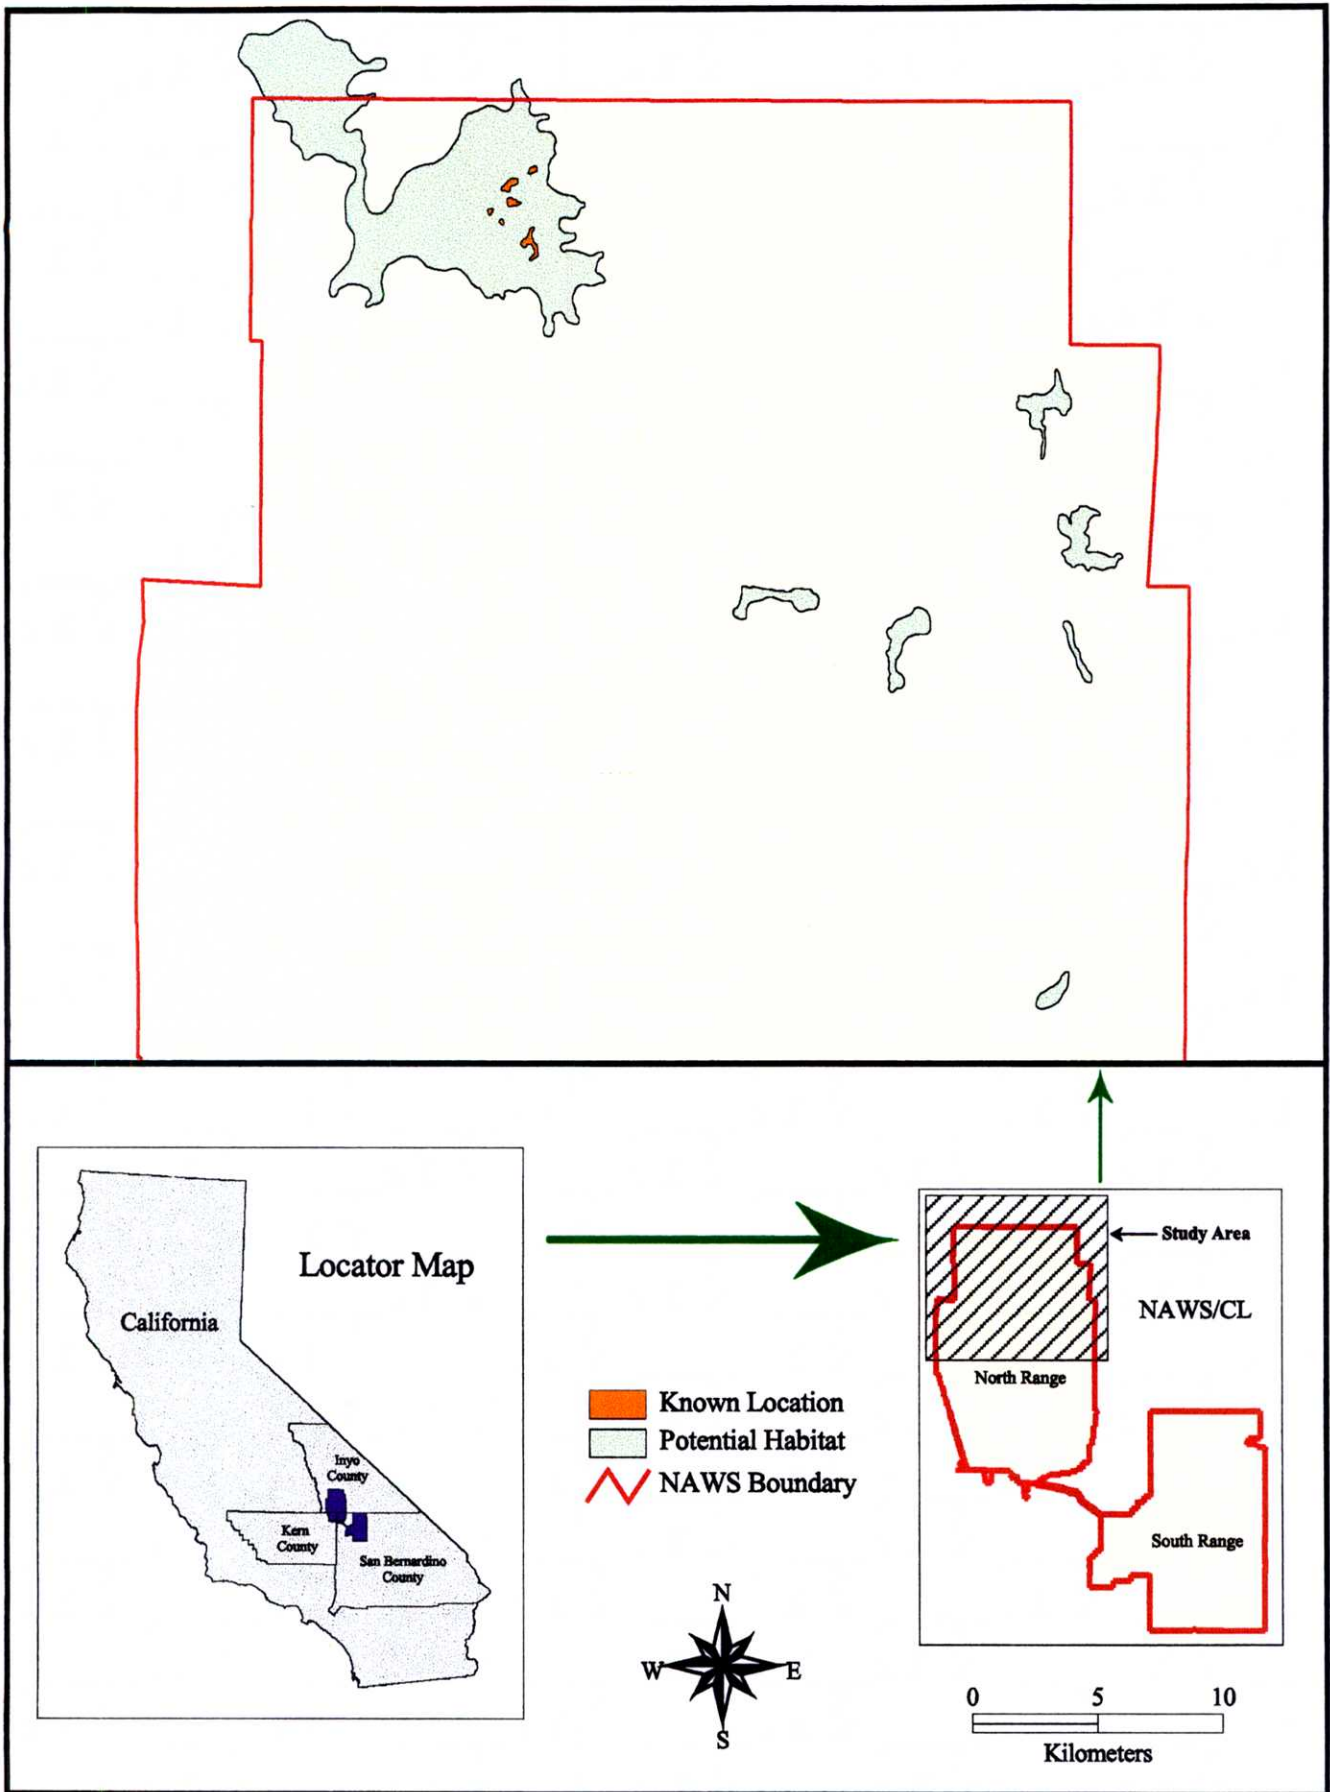 Locator Map
California
Inyo
County
Kern
County
San Bernardino
County
Known Location
Potential Habitat
NAWS Boundary
N
W
E
S
Study Area
NAWS/CL
North Range
South Range
0 5 10
Kilometers